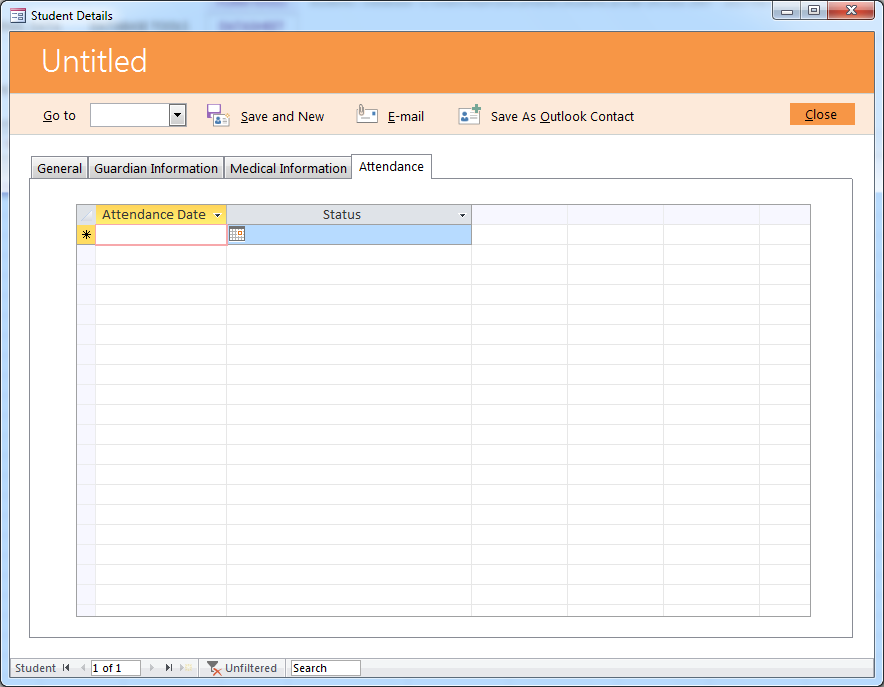 Student Details
Untitled
Go to Save and New E-mail Save As Outlook Contact Close
General Guardian Information Medical Information Attendance
Attendance Date Status
Student 1 of 1 Unfiltered Search